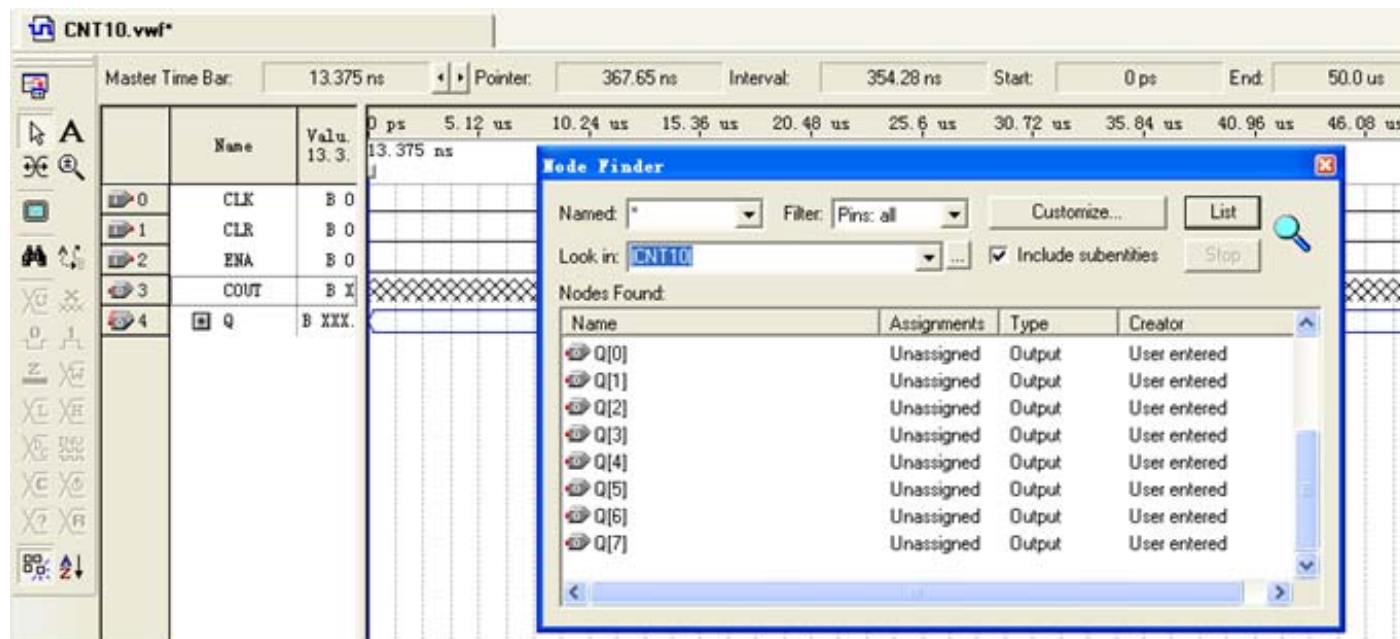 CNT10.vwf*
Master Time Bar: 13.375 ns Pointer: 367.65 ns Interval: 354.28 ns Start: 0 ps End: 50.0 us
A
Name
Valu.
13.3.
0 ps 5.12 us 10.24 us 15.36 us 20.48 us 25.6 us 30.72 us 35.84 us 40.96 us 46.08 us
13.375 ns
0 CLK B 0
1 CLR B 0
2 ENA B 0
3 COUT B X
4 Q B XXX.
Node Finder
Named: * Filter: Pins: all Customize... List
Look in: CNT10 ... Include subentities Stop
Nodes Found:
Name Assignments Type Creator
Q[0] Unassigned Output User entered
Q[1] Unassigned Output User entered
Q[2] Unassigned Output User entered
Q[3] Unassigned Output User entered
Q[4] Unassigned Output User entered
Q[5] Unassigned Output User entered
Q[6] Unassigned Output User entered
Q[7] Unassigned Output User entered